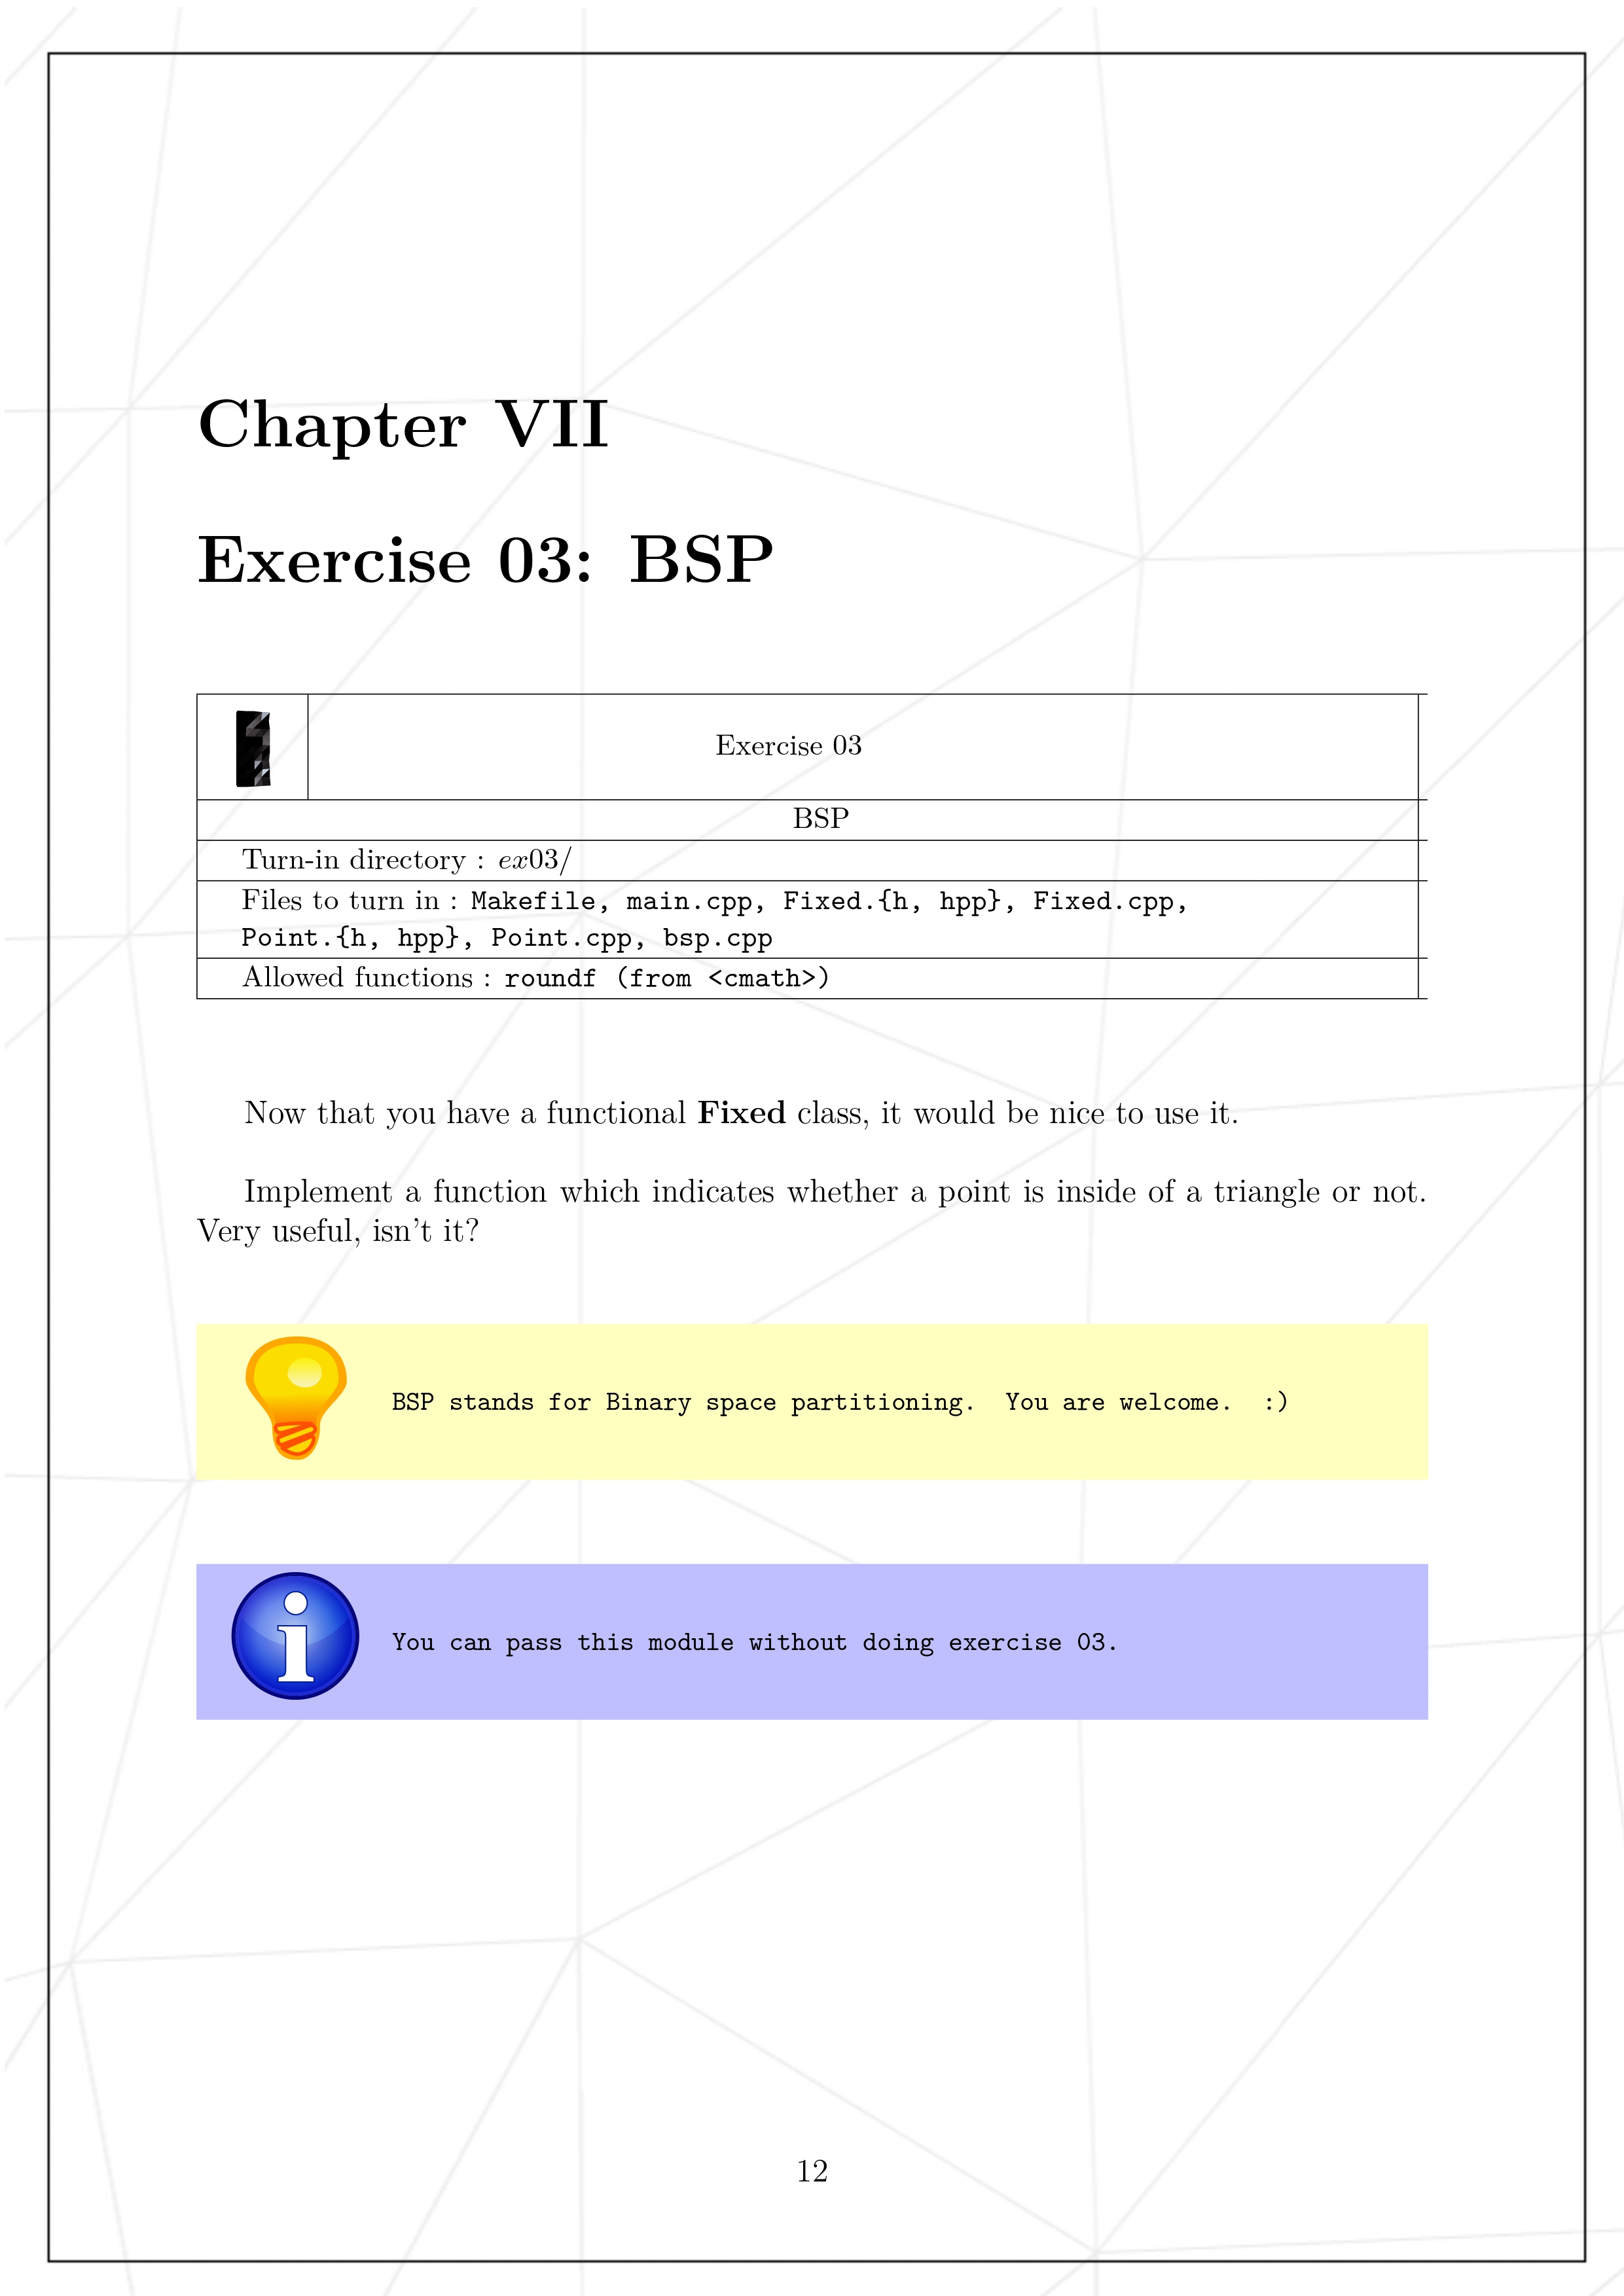 Chapter VII
Exercise 03: BSP
Exercise 03
BSP
Turn-in directory : ex03/
Files to turn in : Makefile, main.cpp, Fixed.{h, hpp}, Fixed.cpp,
Point.{h, hpp}, Point.cpp, bsp.cpp
Allowed functions : roundf (from <cmath>)
Now that you have a functional Fixed class, it would be nice to use it.
Implement a function which indicates whether a point is inside of a triangle or not.
Very useful, isn't it?
BSP stands for Binary space partitioning. You are welcome. :)
You can pass this module without doing exercise 03.
12